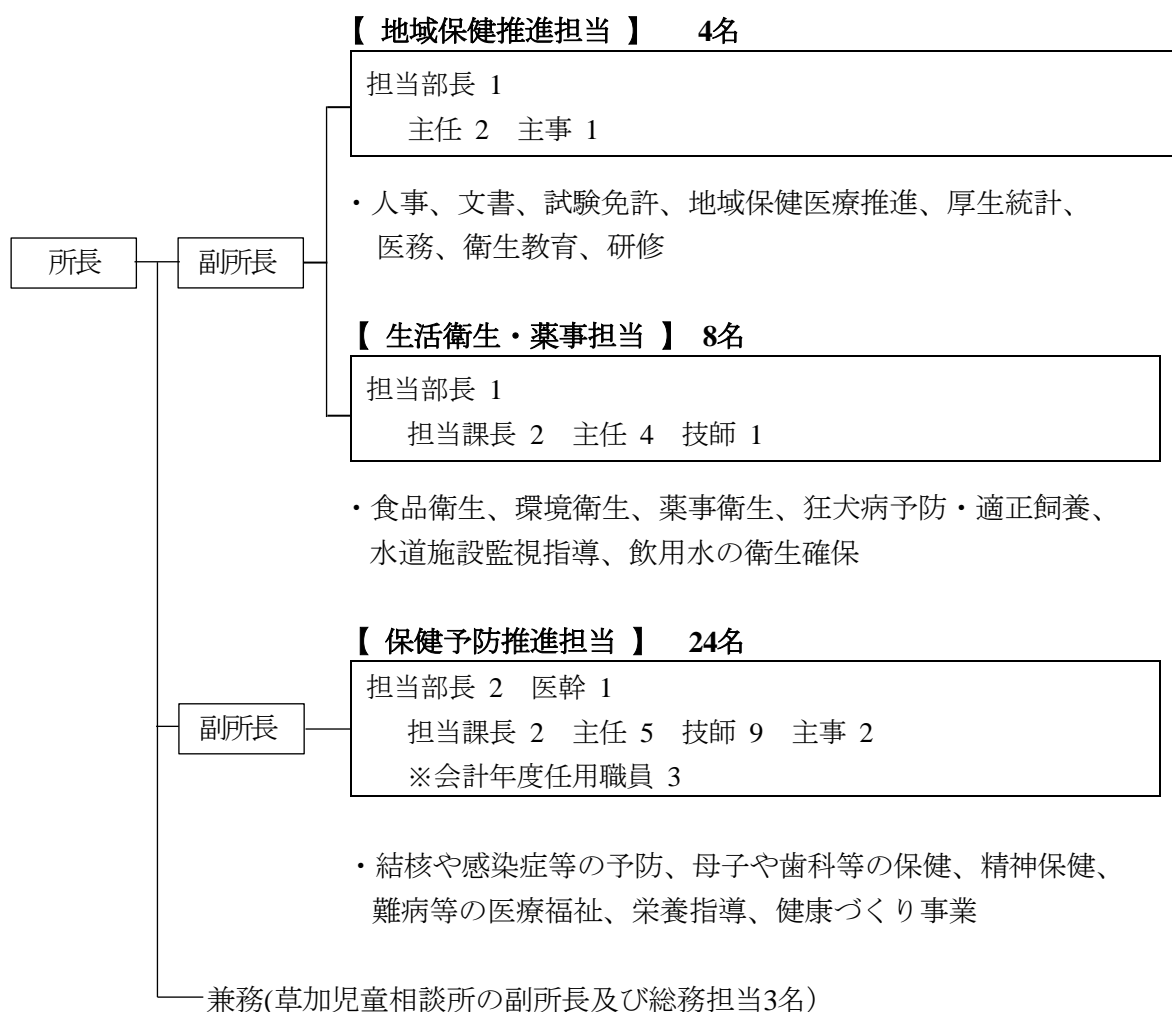 【 地域保健推進担当 】 4名
担当部長 1
主任 2 主事 1
・人事、文書、試験免許、地域保健医療推進、厚生統計、
医務、衛生教育、研修
所長
副所長
【 生活衛生・薬事担当 】 8名
担当部長 1
担当課長 2 主任 4 技師 1
・食品衛生、環境衛生、薬事衛生、狂犬病予防・適正飼養、
水道施設監視指導、飲用水の衛生確保
【 保健予防推進担当 】 24名
担当部長 2 医幹 1
副所長
担当課長 2 主任 5 技師 9 主事 2
※会計年度任用職員 3
・結核や感染症等の予防、母子や歯科等の保健、精神保健、
難病等の医療福祉、栄養指導、健康づくり事業
兼務(草加児童相談所の副所長及び総務担当3名）